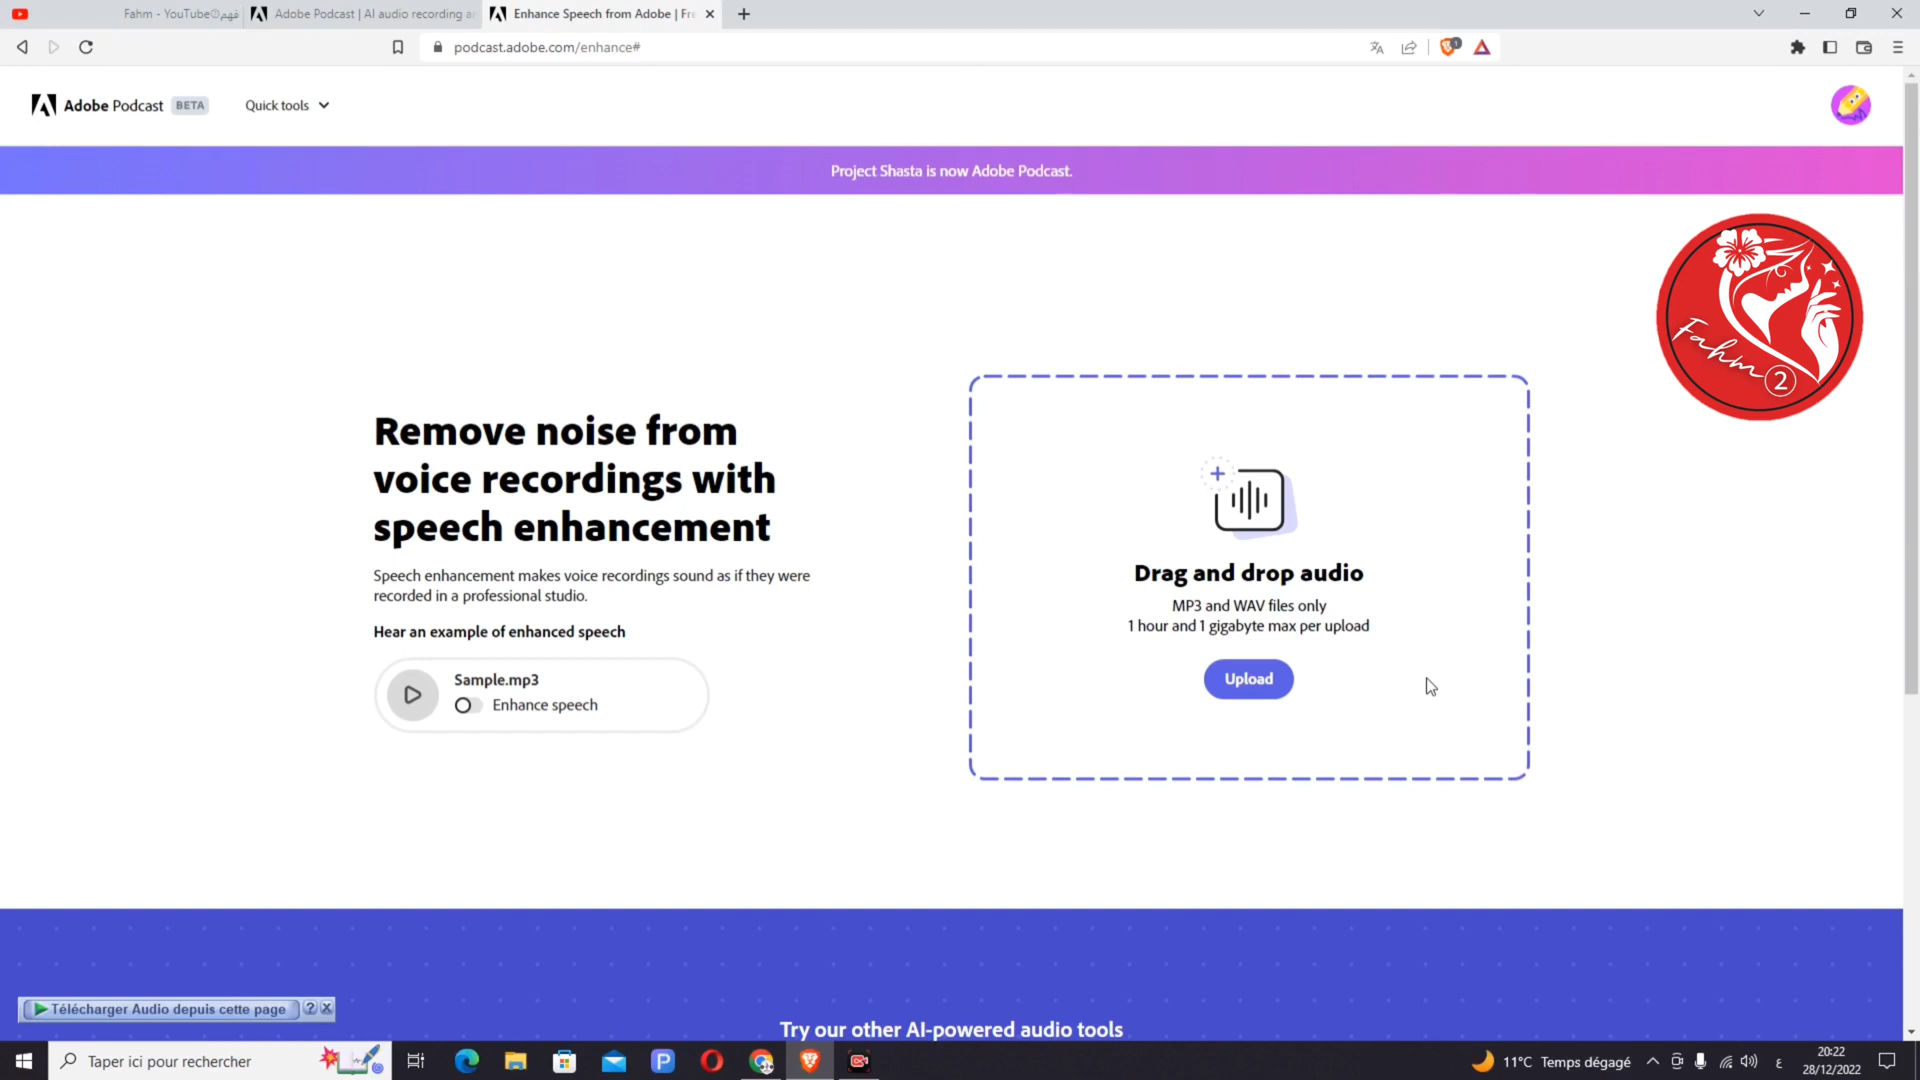 Fahm - YouTube②فهم
Adobe Podcast | AI audio recording an
Enhance Speech from Adobe | Fre
podcast.adobe.com/enhance#
1
Adobe Podcast BETA
Quick tools
Project Shasta is now Adobe Podcast.
Fahm 2
Remove noise from
voice recordings with
speech enhancement
Speech enhancement makes voice recordings sound as if they were
recorded in a professional studio.
Hear an example of enhanced speech
Sample.mp3
Enhance speech
Drag and drop audio
MP3 and WAV files only
1 hour and 1 gigabyte max per upload
Upload
Télécharger Audio depuis cette page
?
Try our other AI-powered audio tools
Taper ici pour rechercher
P
11°C Temps dégagé
ع
20:22
28/12/2022